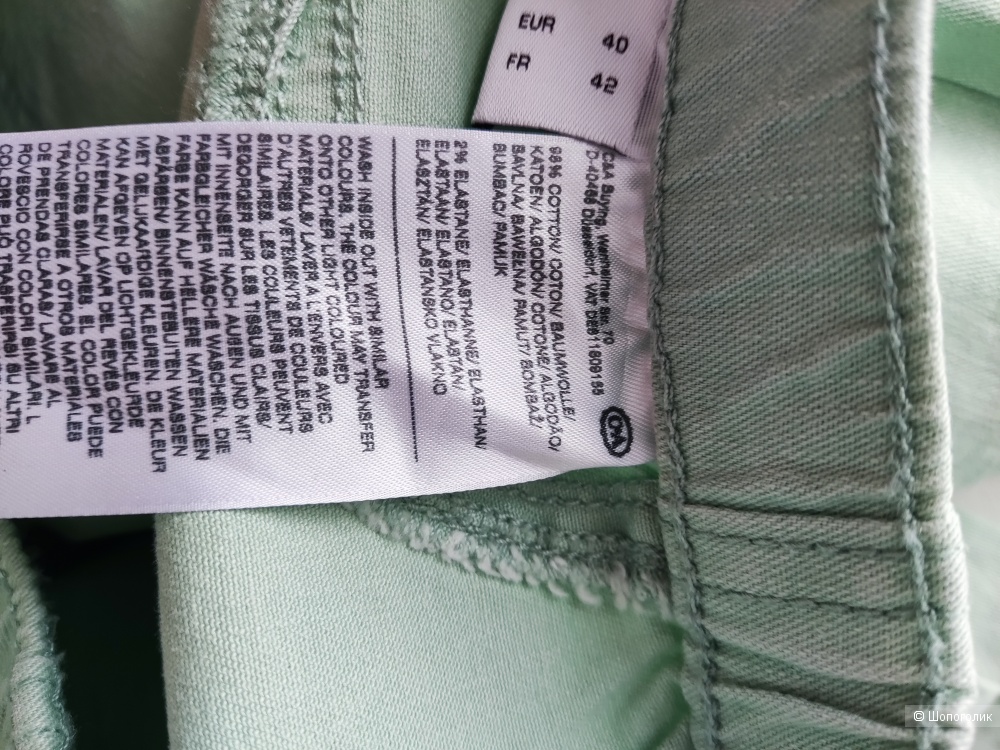 EUR 40
FR 42
C&A Buying, Wanheimer Str. 70
D-40468 Düsseldorf, VAT DE811809155
C&A
98% COTTON/ COTON/ BAUMWOLLE/
KATOEN/ ALGODÓN/ COTONE/ ALGODÃO/
BAVLNA/ BAWEŁNA/ PAMUT/ BOMBAŽ/
BUMBAC/ PAMUK
2% ELASTANE/ ELASTHANNE/ ELASTHAN/
ELASTAAN/ ELASTANO/ ELASTAN/
ELASZTÁN/ ELASTANSKO VLAKNO
WASH INSIDE OUT WITH SIMILAR
COLOURS. THE COLOUR MAY TRANSFER
ONTO OTHER LIGHT COLOURED
MATERIALS/ LAVER A L'ENVERS AVEC
D'AUTRES VETEMENTS DE COULEURS
SIMILAIRES. LES COULEURS PEUVENT
DEGORGER SUR LES TISSUS CLAIRS/
MIT INNENSEITE NACH AUßEN UND MIT
FARBGLEICHER WÄSCHE WASCHEN. DIE
FARBE KANN AUF HELLERE MATERIALIEN
ABFÄRBEN/ BINNENSTEBUITEN WASSEN
MET GELIJKAARDIGE KLEUREN. DE KLEUR
KAN AFGEVEN OP LICHTGEKLEURDE
MATERIALEN/ LAVAR DEL REVES CON
COLORES SIMILARES. EL COLOR PUEDE
TRANSFERIRSE A OTROS MATERIALES
DE PRENDAS CLARAS/ LAVARE AL
ROVESCIO CON COLORI SIMILARI. IL
COLORE PUÒ TRASFERIRSI SU ALTRI
© Шопоголик